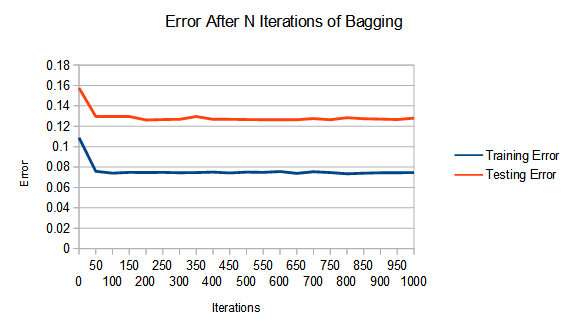 Error After N Iterations of Bagging
0.18
0.16
0.14
0.12
0.1
0.08
0.06
0.04
0.02
0
Error
50 150 250 350 450 550 650 750 850 950
0 100 200 300 400 500 600 700 800 900 1000
Iterations
Training Error
Testing Error